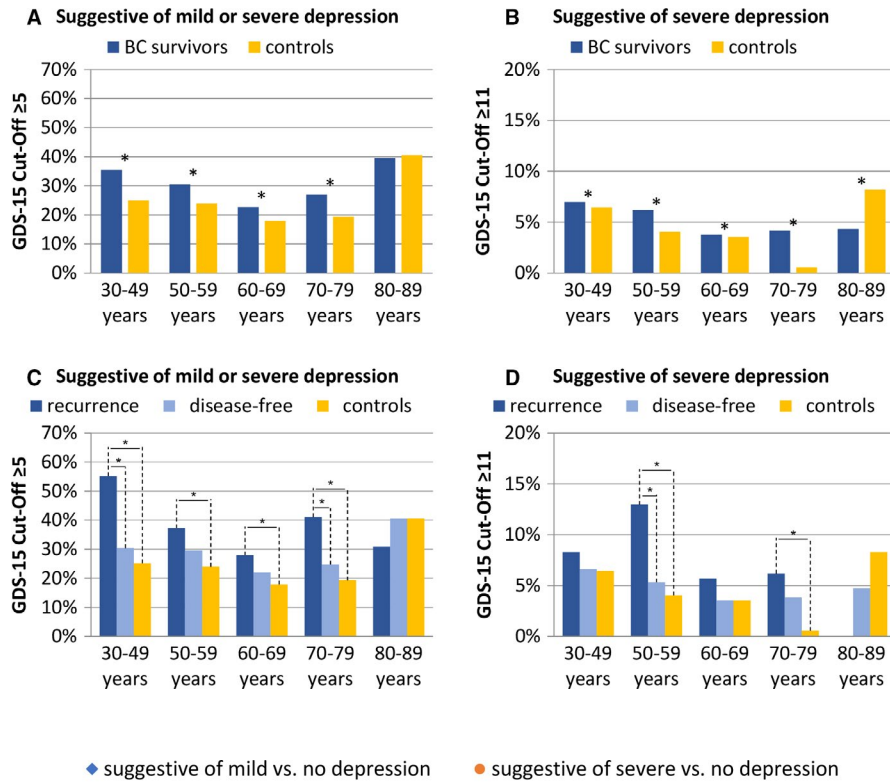 A Suggestive of mild or severe depression
BC survivors controls
GDS-15 Cut-Off ≥5
70%
60%
50%
40%
30%
20%
10%
0%
* * * *
30-49 years
50-59 years
60-69 years
70-79 years
80-89 years
B Suggestive of severe depression
BC survivors controls
GDS-15 Cut-Off ≥11
20%
15%
10%
5%
0%
* * * * *
30-49 years
50-59 years
60-69 years
70-79 years
80-89 years
C Suggestive of mild or severe depression
recurrence disease-free controls
GDS-15 Cut-Off ≥5
70%
60%
50%
40%
30%
20%
10%
0%
* * * * * *
30-49 years
50-59 years
60-69 years
70-79 years
80-89 years
D Suggestive of severe depression
recurrence disease-free controls
GDS-15 Cut-Off ≥11
20%
15%
10%
5%
0%
* * *
30-49 years
50-59 years
60-69 years
70-79 years
80-89 years
suggestive of mild vs. no depression
suggestive of severe vs. no depression